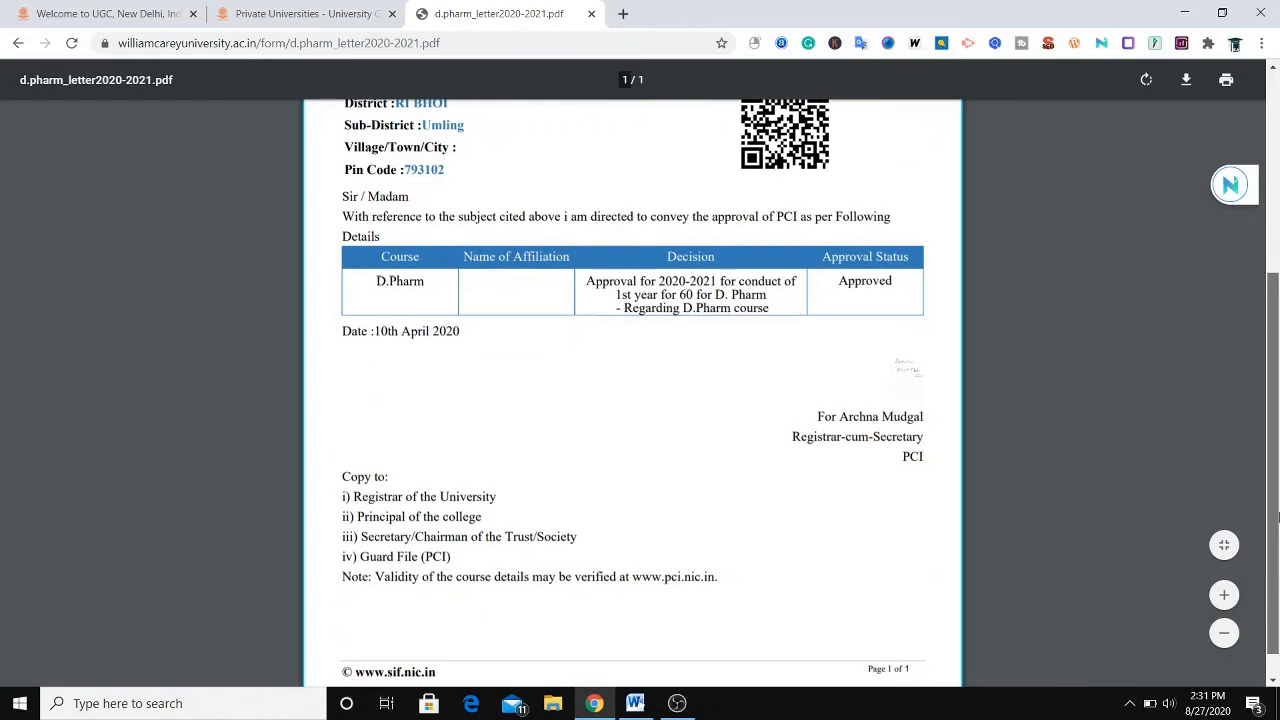 Welcome to UGC, New Delhi, Ind
Private Universities - University G
d.pharm_letter2020-2021.pdf
williamcareyuniversity.ac.in/frm/d.pharm_letter2020-2021.pdf
d.pharm_letter2020-2021.pdf
1 / 1
District :RI BHOI
Sub-District :Umling
Village/Town/City :
Pin Code :793102
Sir / Madam
With reference to the subject cited above i am directed to convey the approval of PCI as per Following
Details
Course Name of Affiliation Decision Approval Status
D.Pharm Approval for 2020-2021 for conduct of Approved
1st year for 60 for D. Pharm
- Regarding D.Pharm course
Date :10th April 2020
For Archna Mudgal
Registrar-cum-Secretary
PCI
Copy to:
i) Registrar of the University
ii) Principal of the college
iii) Secretary/Chairman of the Trust/Society
iv) Guard File (PCI)
Note: Validity of the course details may be verified at www.pci.nic.in.
© www.sif.nic.in
Page 1 of 1
Type here to search
11
2:31 PM
8/27/2020
3